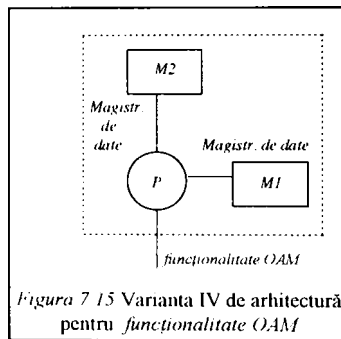 M2
Magistr.
de
date
Magistr. de date
P
M1
funcționalitate OAM
Figura 7 15 Varianta IV de arhitectură
pentru funcționalitate OAM